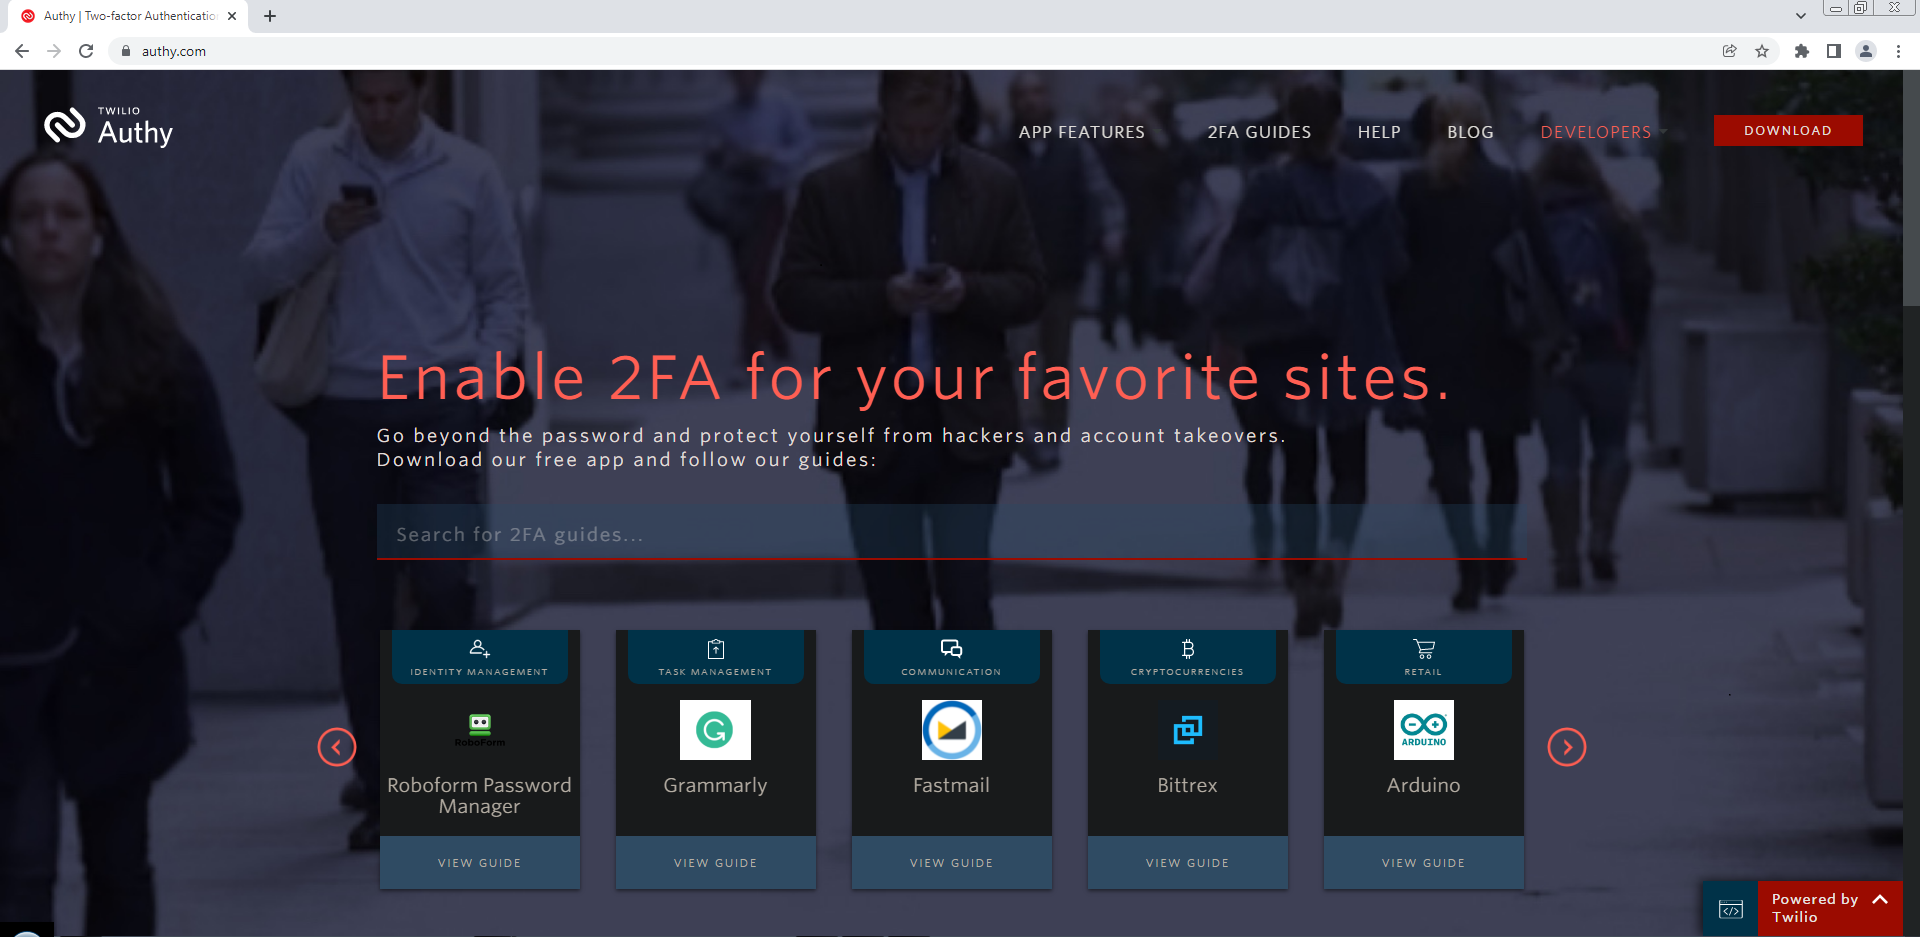 Authy | Two-factor Authenticatio
authy.com
TWILIO
Authy
APP FEATURES
2FA GUIDES
HELP
BLOG
DEVELOPERS
DOWNLOAD
Enable 2FA for your favorite sites.
Go beyond the password and protect yourself from hackers and account takeovers.
Download our free app and follow our guides:
Search for 2FA guides...
IDENTITY MANAGEMENT
RoboForm
Roboform Password
Manager
VIEW GUIDE
TASK MANAGEMENT
Grammarly
VIEW GUIDE
COMMUNICATION
Fastmail
VIEW GUIDE
CRYPTOCURRENCIES
Bittrex
VIEW GUIDE
RETAIL
ARDUINO
Arduino
VIEW GUIDE
Powered by
Twilio